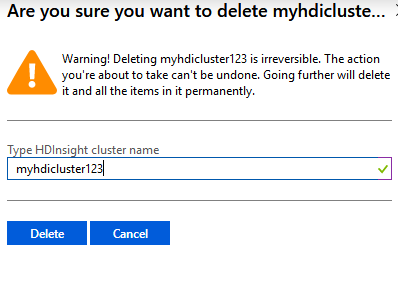 Are you sure you want to delete myhdicluste...
Warning! Deleting myhdicluster123 is irreversible. The action
you're about to take can't be undone. Going further will delete
it and all the items in it permanently.
Type HDInsight cluster name
myhdicluster123
Delete Cancel